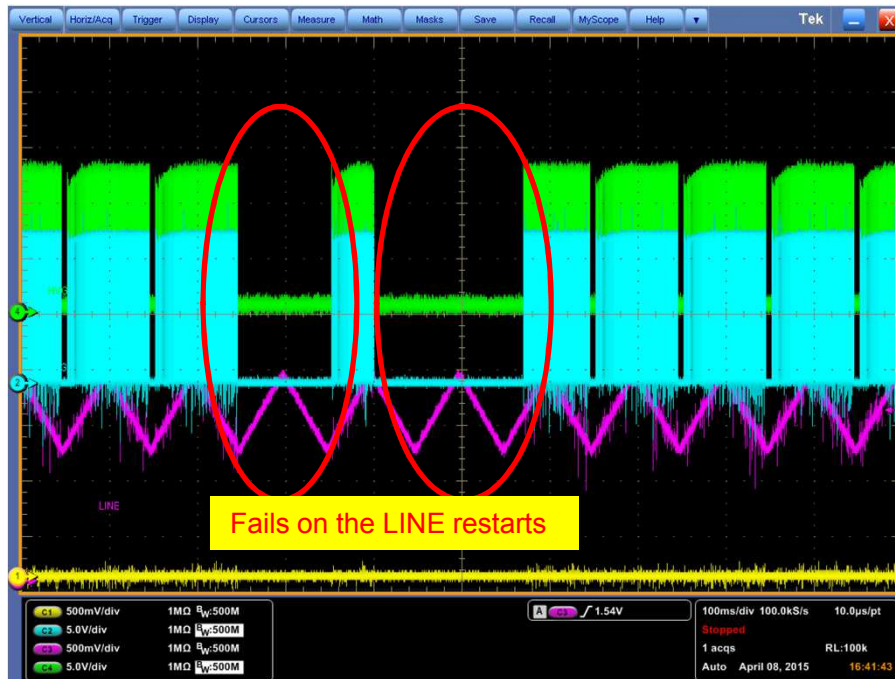 Vertical Horiz/Acq Trigger Display Cursors Measure Math Masks Save Recall MyScope Help ▼ Tek X
4
2
LINE
Fails on the LINE restarts
1
C1 500mV/div 1MΩ BW:500M
C2 5.0V/div 1MΩ BW:500M
C3 500mV/div 1MΩ BW:500M
C4 5.0V/div 1MΩ BW:500M
A C3 1.54V
100ms/div 100.0kS/s 10.0µs/pt
Stopped
1 acqs RL:100k
Auto April 08, 2015 16:41:43